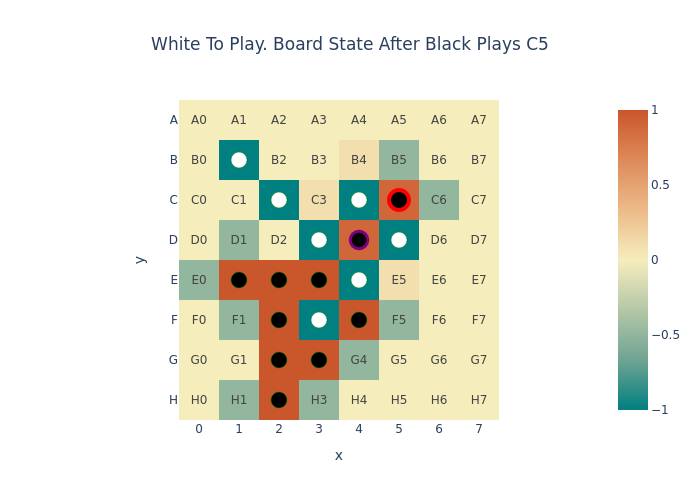 White To Play. Board State After Black Plays C5
A A0 A1 A2 A3 A4 A5 A6 A7 1
B B0 B2 B3 B4 B5 B6 B7
C C0 C1 C3 C6 C7 0.5
D D0 D1 D2 D6 D7
y 0
E E0 E5 E6 E7
F F0 F1 F5 F6 F7 −0.5
G G0 G1 G4 G5 G6 G7
H H0 H1 H3 H4 H5 H6 H7 −1
0 1 2 3 4 5 6 7
x